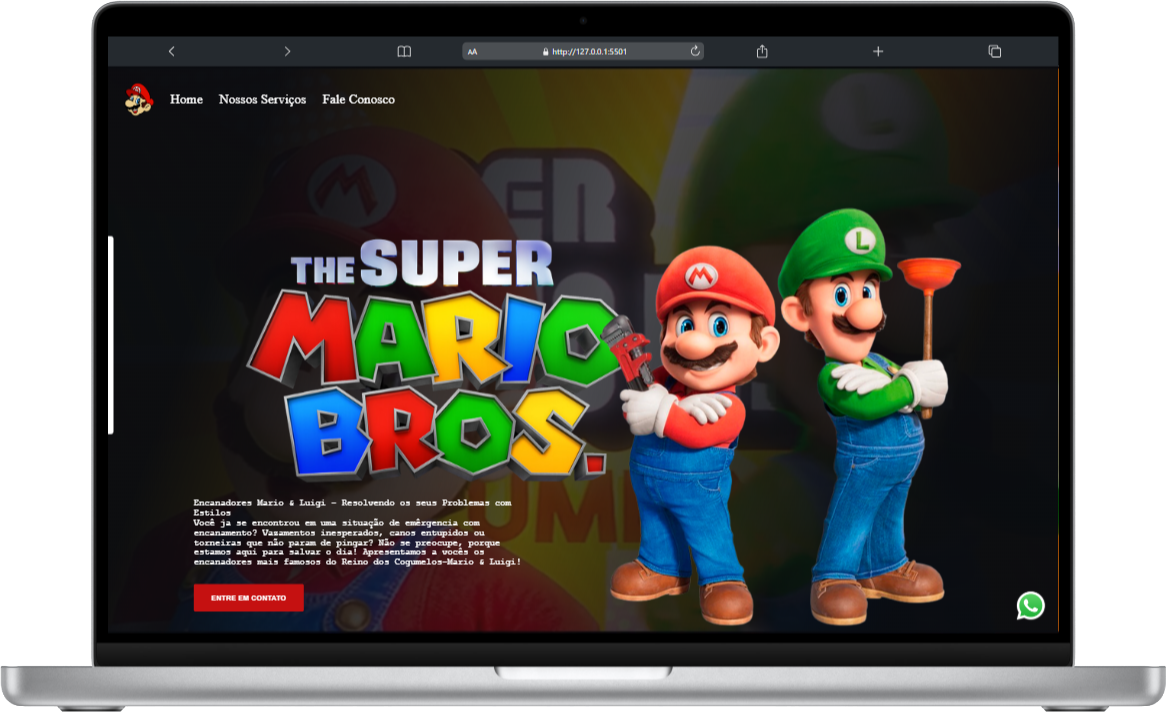 AA http://127.0.0.1:5501
Home Nossos Serviços Fale Conosco
ER
THE SUPER
M
L
MARIO
BROS.
UM
Encanadores Mario & Luigi - Resolvendo os seus Problemas com
Estilos
Você ja se encontrou em uma situação de emêrgencia com
encanamento? Vazamentos inesperados, canos entupidos ou
torneiras que não param de pingar? Não se preocupe, porque
estamos aqui para salvar o dia! Apresentamos a vocês os
encanadores mais famosos do Reino dos Cogumelos-Mario & Luigi!
ENTRE EM CONTATO